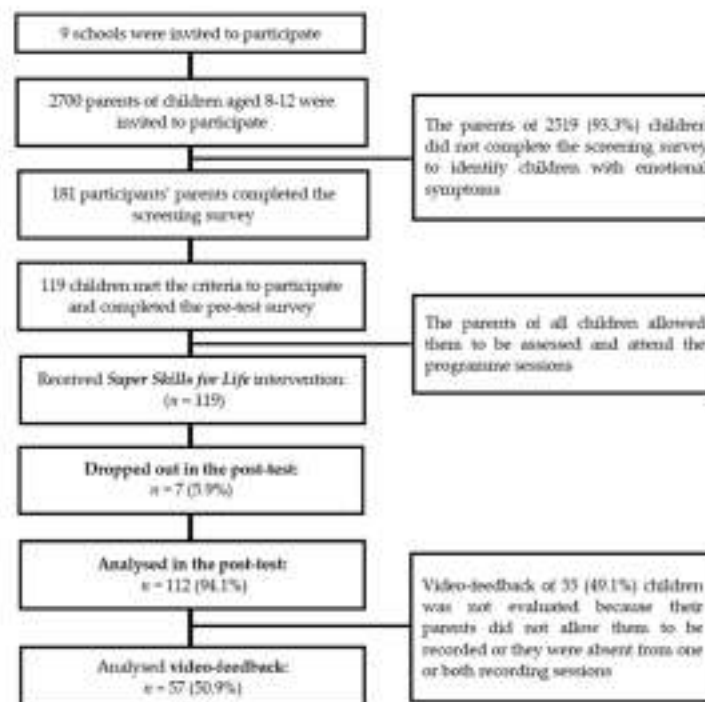 9 schools were invited to participate
2700 parents of children aged 8-12 were
invited to participate
The parents of 2519 (93.3%) children
did not complete the screening survey
to identify children with emotional
symptoms
181 participants' parents completed the
screening survey
119 children met the criteria to participate
and completed the pre-test survey
The parents of all children allowed
them to be assessed and attend the
programme sessions
Received Super Skills for Life intervention:
(n = 119)
Dropped out in the post-test:
n = 7 (5.9%)
Analysed in the post-test:
n = 112 (94.1%)
Video-feedback of 55 (49.1%) children
was not evaluated because their
parents did not allow them to be
recorded or they were absent from one
or both recording sessions
Analysed video-feedback:
n = 57 (50.9%)